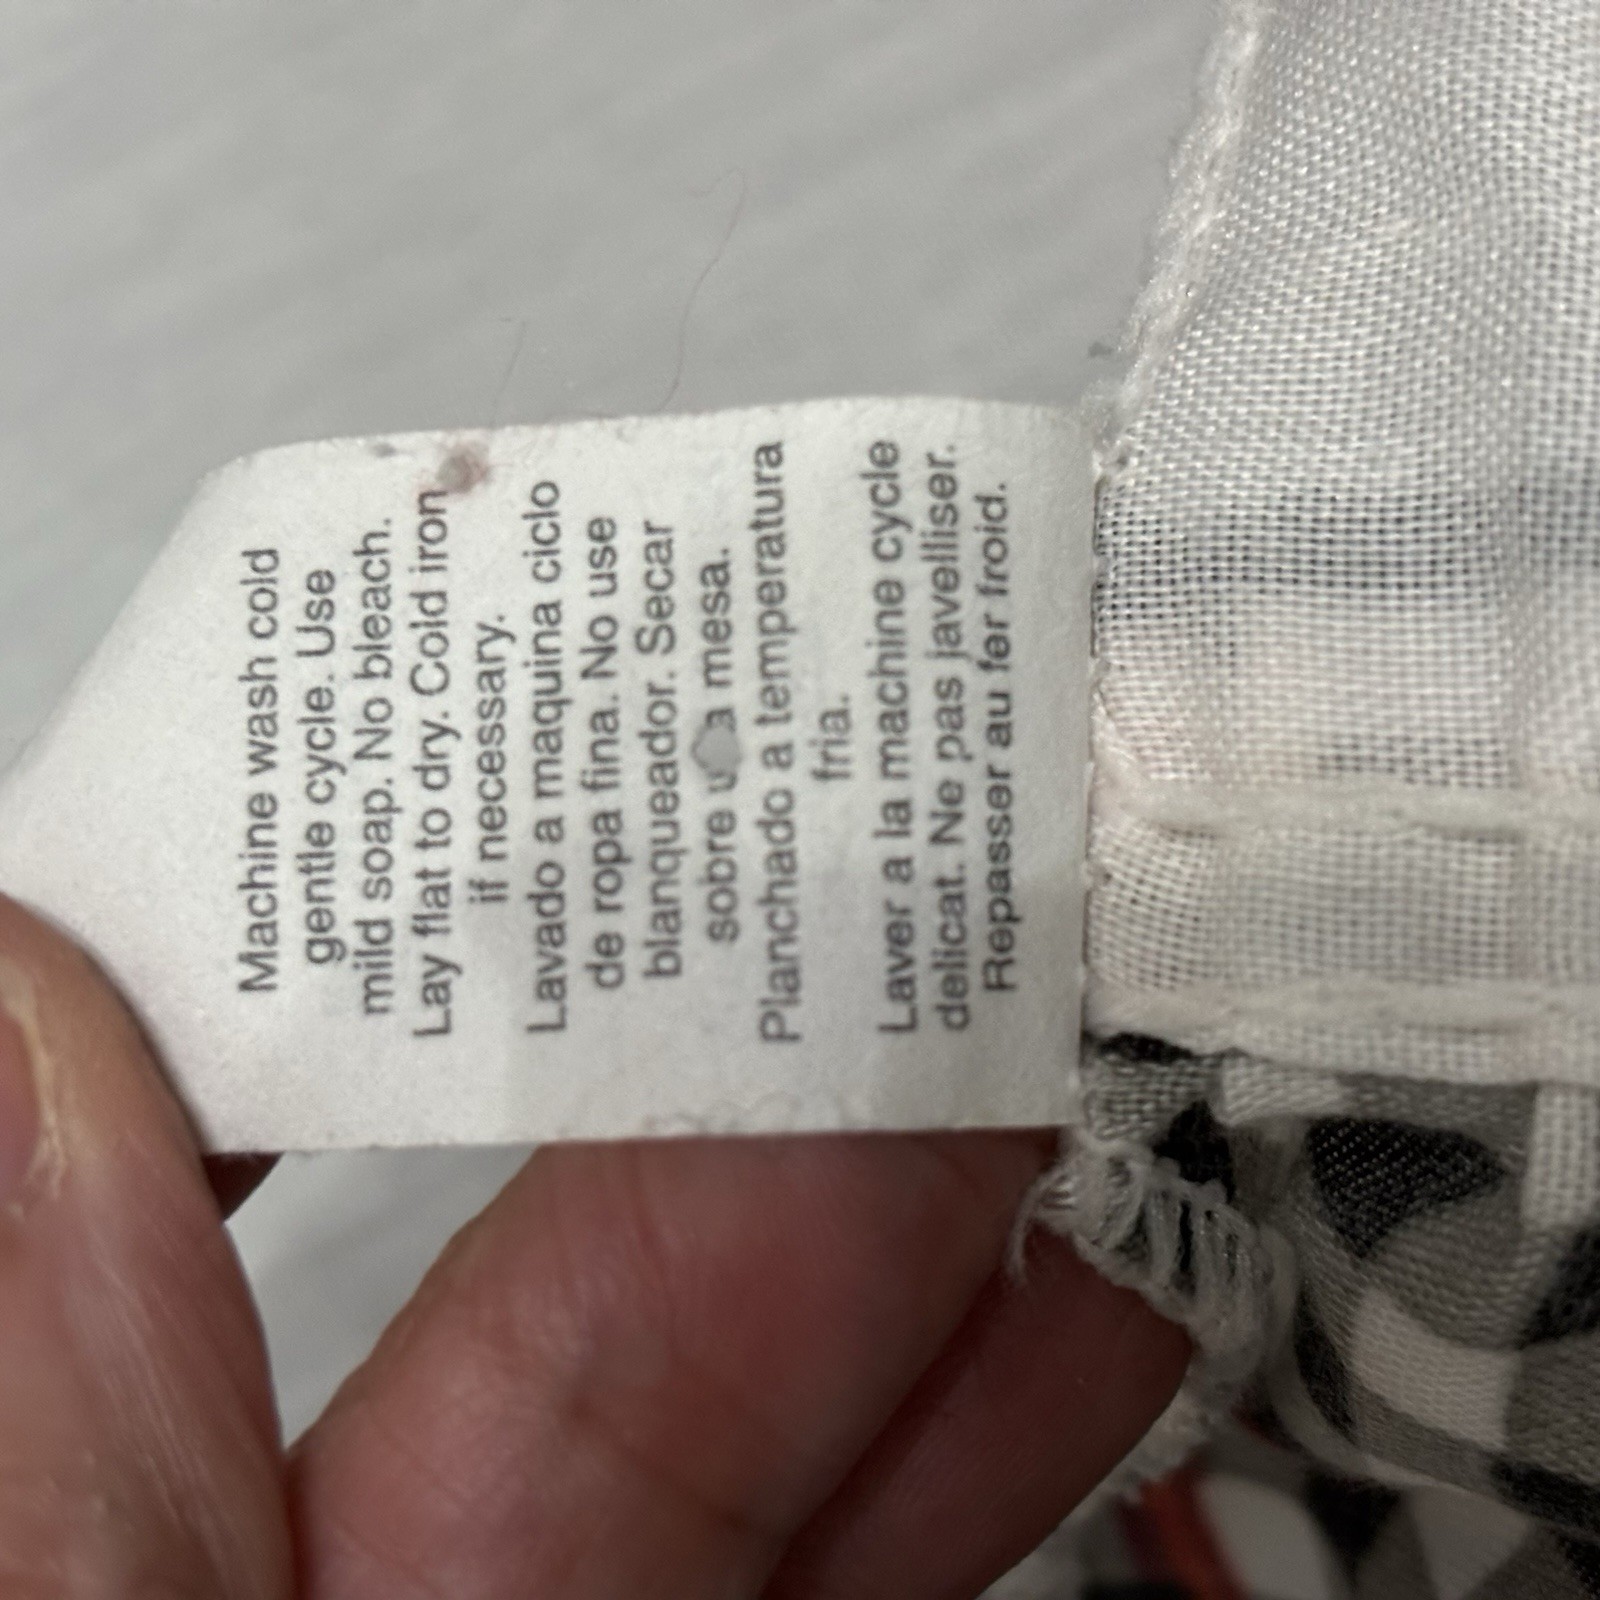 Machine wash cold
gentle cycle. Use
mild soap. No bleach.
Lay flat to dry. Cold iron
if necessary.
Lavado a maquina ciclo
de ropa fina. No use
blanqueador. Secar
sobre mesa.
Planchado a temperatura
fria.
Laver a la machine cycle
delicat. Ne pas javelliser.
Repasser au fer froid.